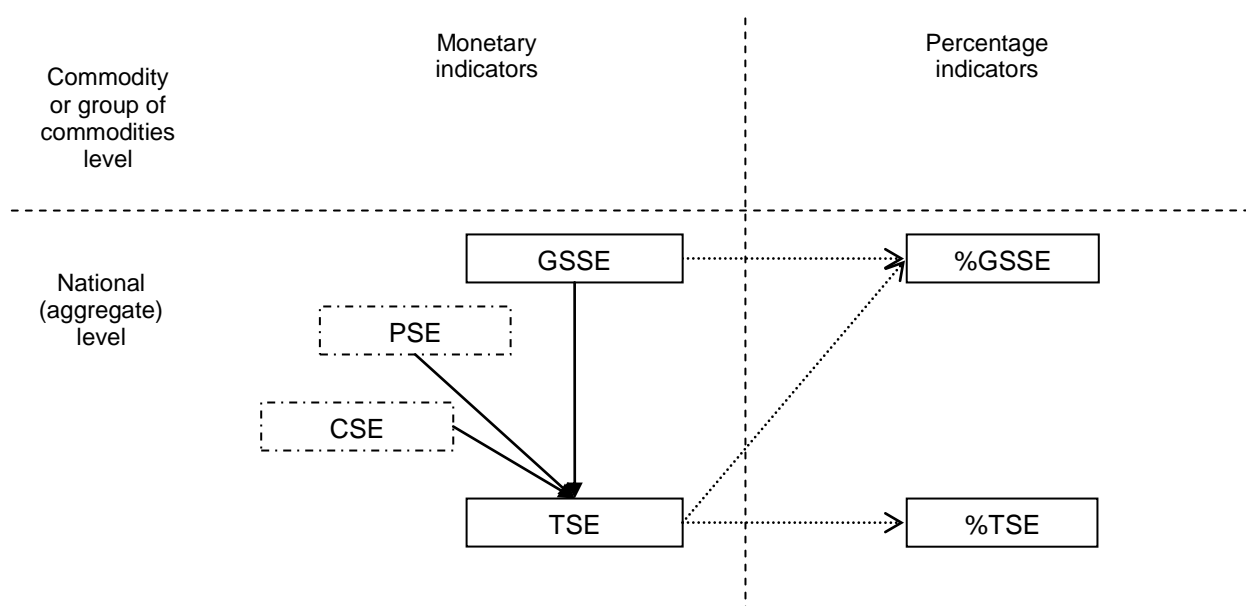 Monetary
indicators
Percentage
indicators
Commodity
or group of
commodities
level
GSSE
%GSSE
National
(aggregate)
level
PSE
CSE
TSE
%TSE